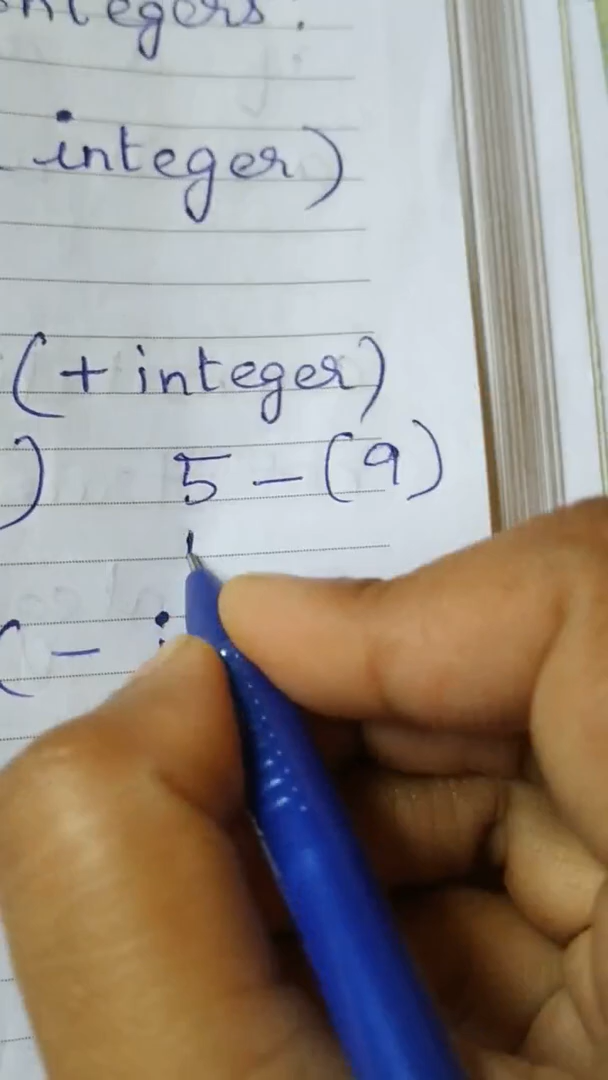 integers.
integer)
(+ integer)
) 5 - (9)
(- i